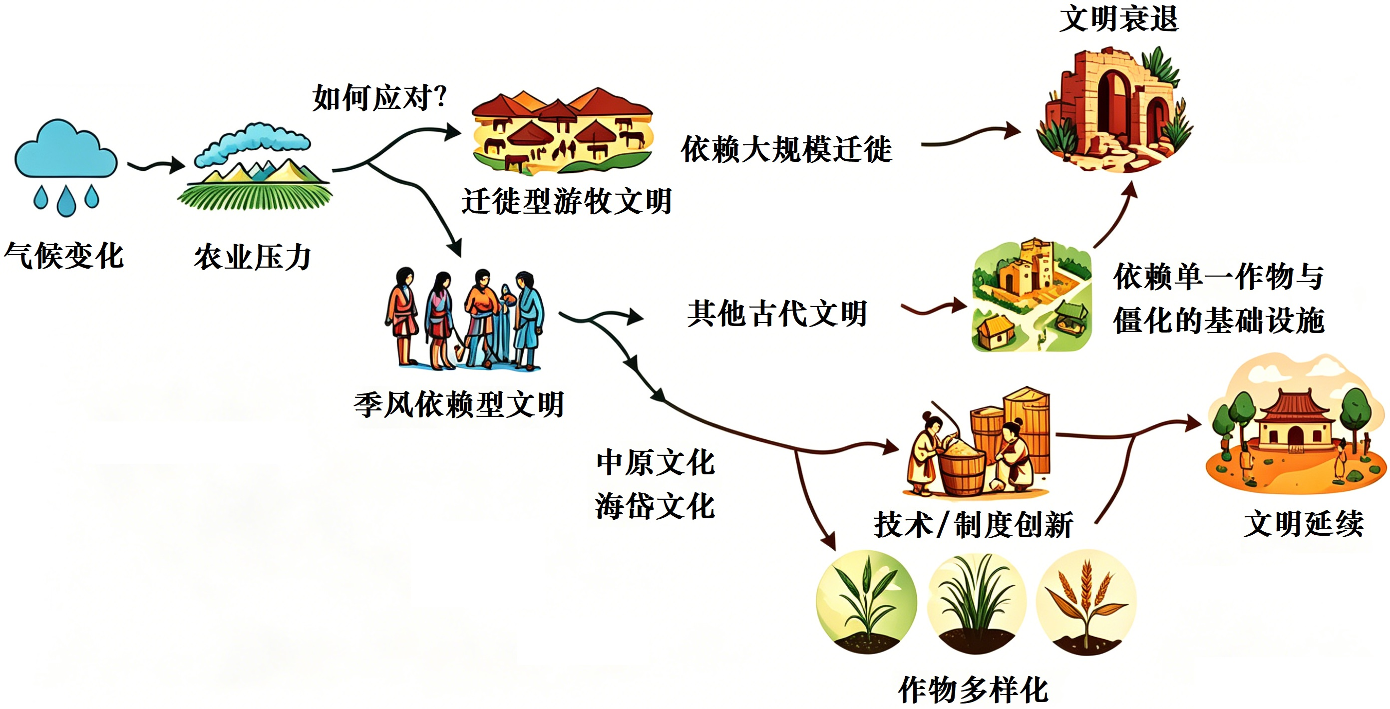 文明衰退
如何应对?
依赖大规模迁徙
迁徙型游牧文明
气候变化
农业压力
依赖单一作物与
僵化的基础设施
其他古代文明
季风依赖型文明
中原文化
海岱文化
技术/制度创新
文明延续
作物多样化